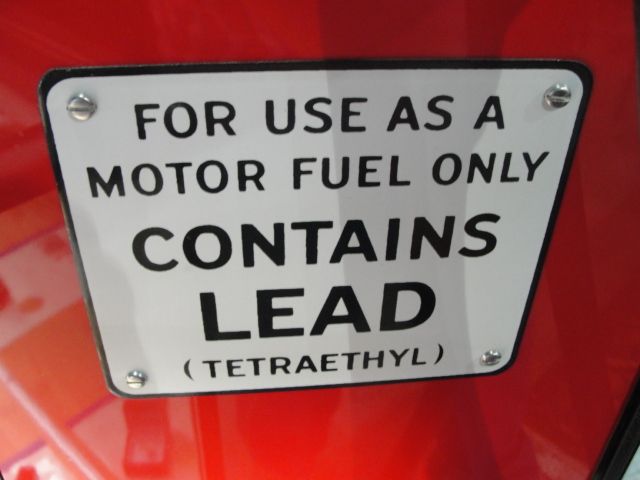 FOR USE AS A
MOTOR FUEL ONLY
CONTAINS
LEAD
(TETRAETHYL)